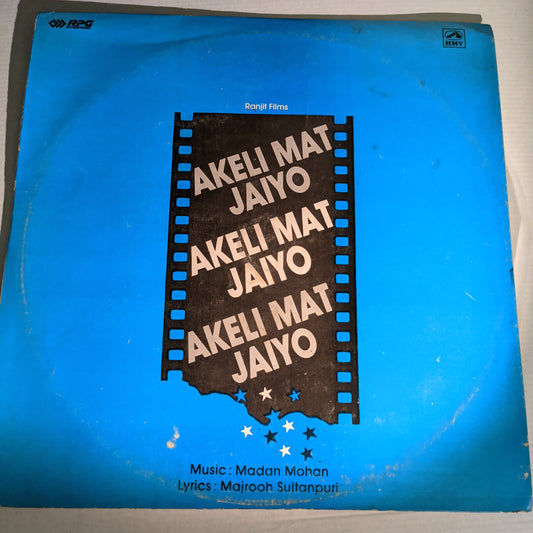 RPG
HMV
Ranjit Films
AKELI MAT
JAIYO
AKELI MAT
JAIYO
AKELI MAT
JAIYO
Music : Madan Mohan
Lyrics : Majrooh Sultanpuri